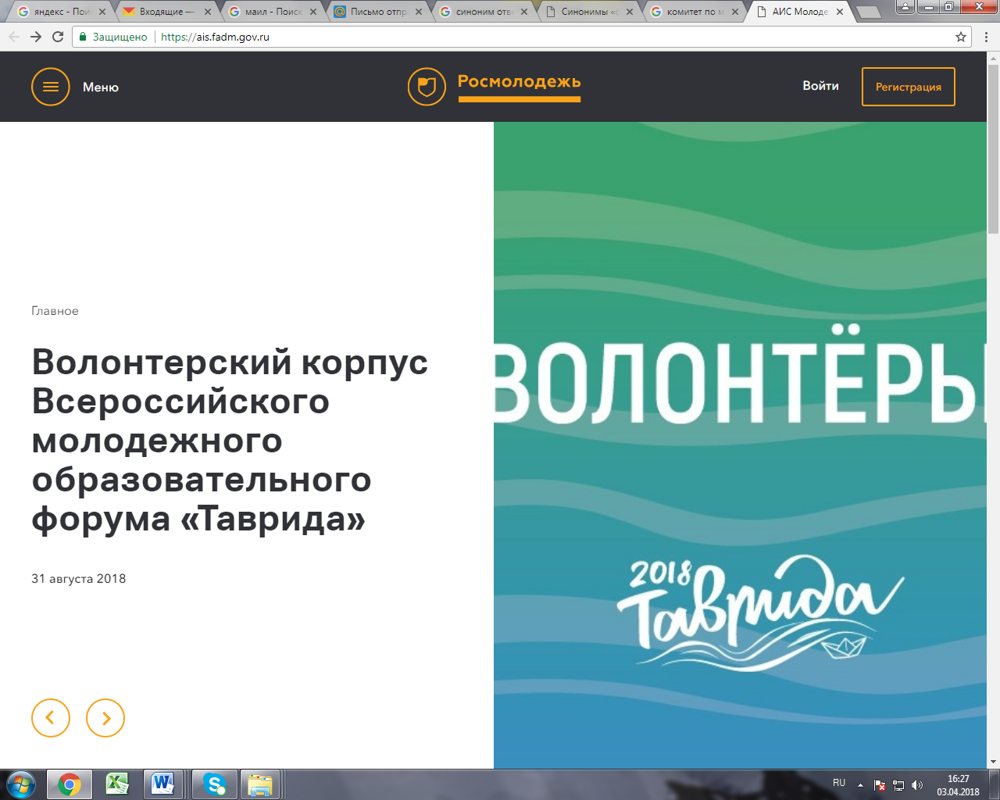 яндекс - Пои
Входящие —
маил - Поиск
Письмо отпр
синоним отве
Синонимы «о
комитет по м
АИС Молоде
Защищено
https://ais.fadm.gov.ru
Меню
Росмолодежь
Войти
Регистрация
Главное
Волонтерский корпус
Всероссийского
молодежного
образовательного
форума «Таврида»
31 августа 2018
ВОЛОНТЁРЫ
2018
Таврида
RU
16:27
03.04.2018